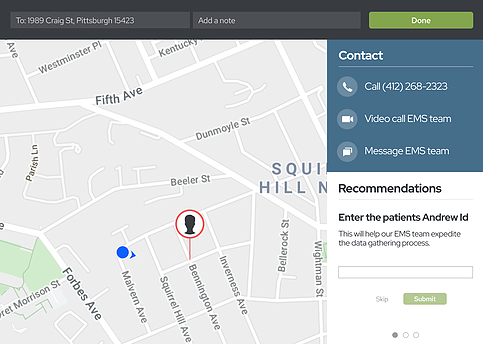 To: 1989 Craig St, Pittsburgh 15423
Add a note
Done
Westminster Pl
Kentucky
Fifth Ave
Dunmoyle St
Parish Ln
Beeler St
SQUI
HILL N
Contact
Call (412) 268-2323
Video call EMS team
Message EMS team
Recommendations
Enter the patients Andrew Id
This will help our EMS team expedite
the data gathering process.
Skip
Submit
Forbes Ave
Malvern Ave
Squirrel Hill Ave
Bennington Ave
Inverness Ave
Bellerock St
Wightman St
ret Morrison St